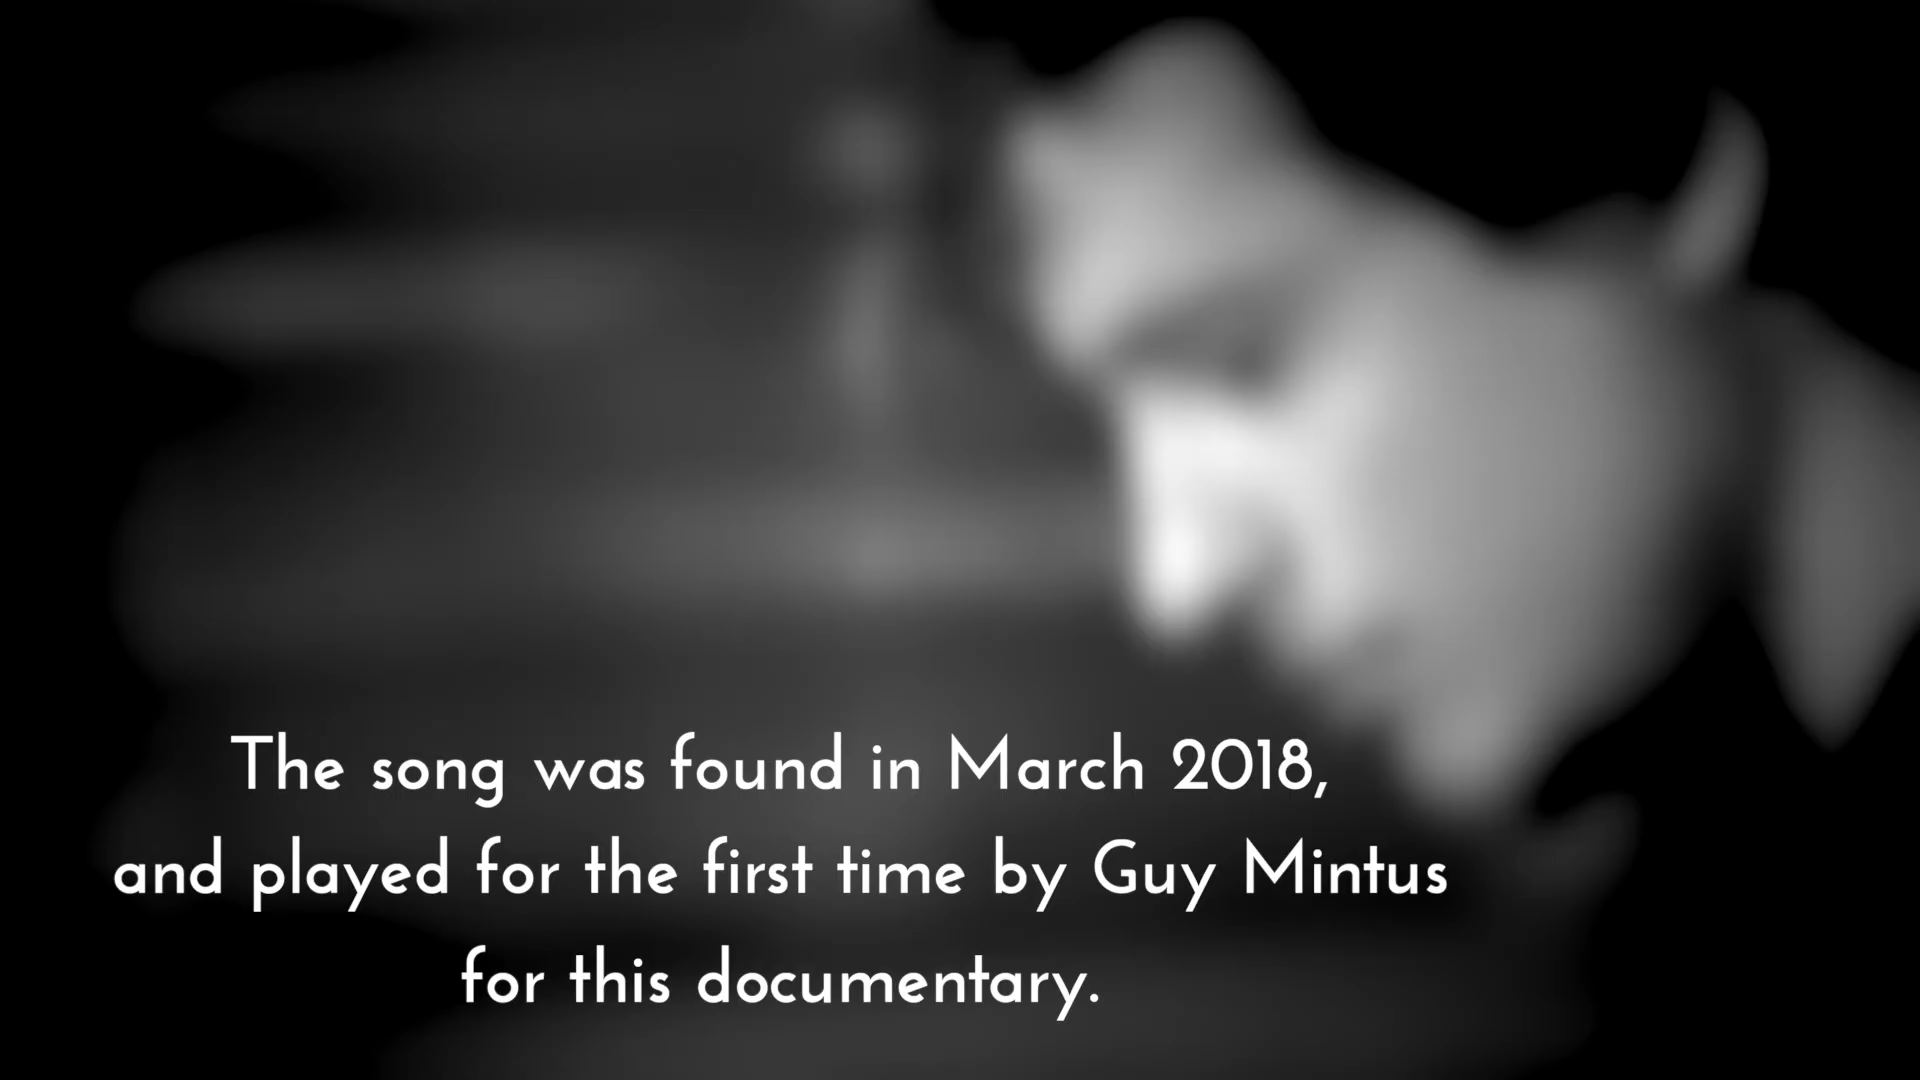 The song was found in March 2018,
and played for the first time by Guy Mintus
for this documentary.